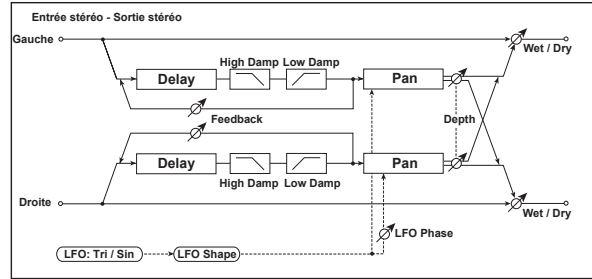 Entrée stéréo - Sortie stéréo
Gauche
Wet / Dry
High Damp Low Damp
Delay
Pan
Feedback
Depth
Delay
Pan
High Damp Low Damp
Droite
Wet / Dry
LFO Phase
LFO: Tri / Sin
LFO Shape